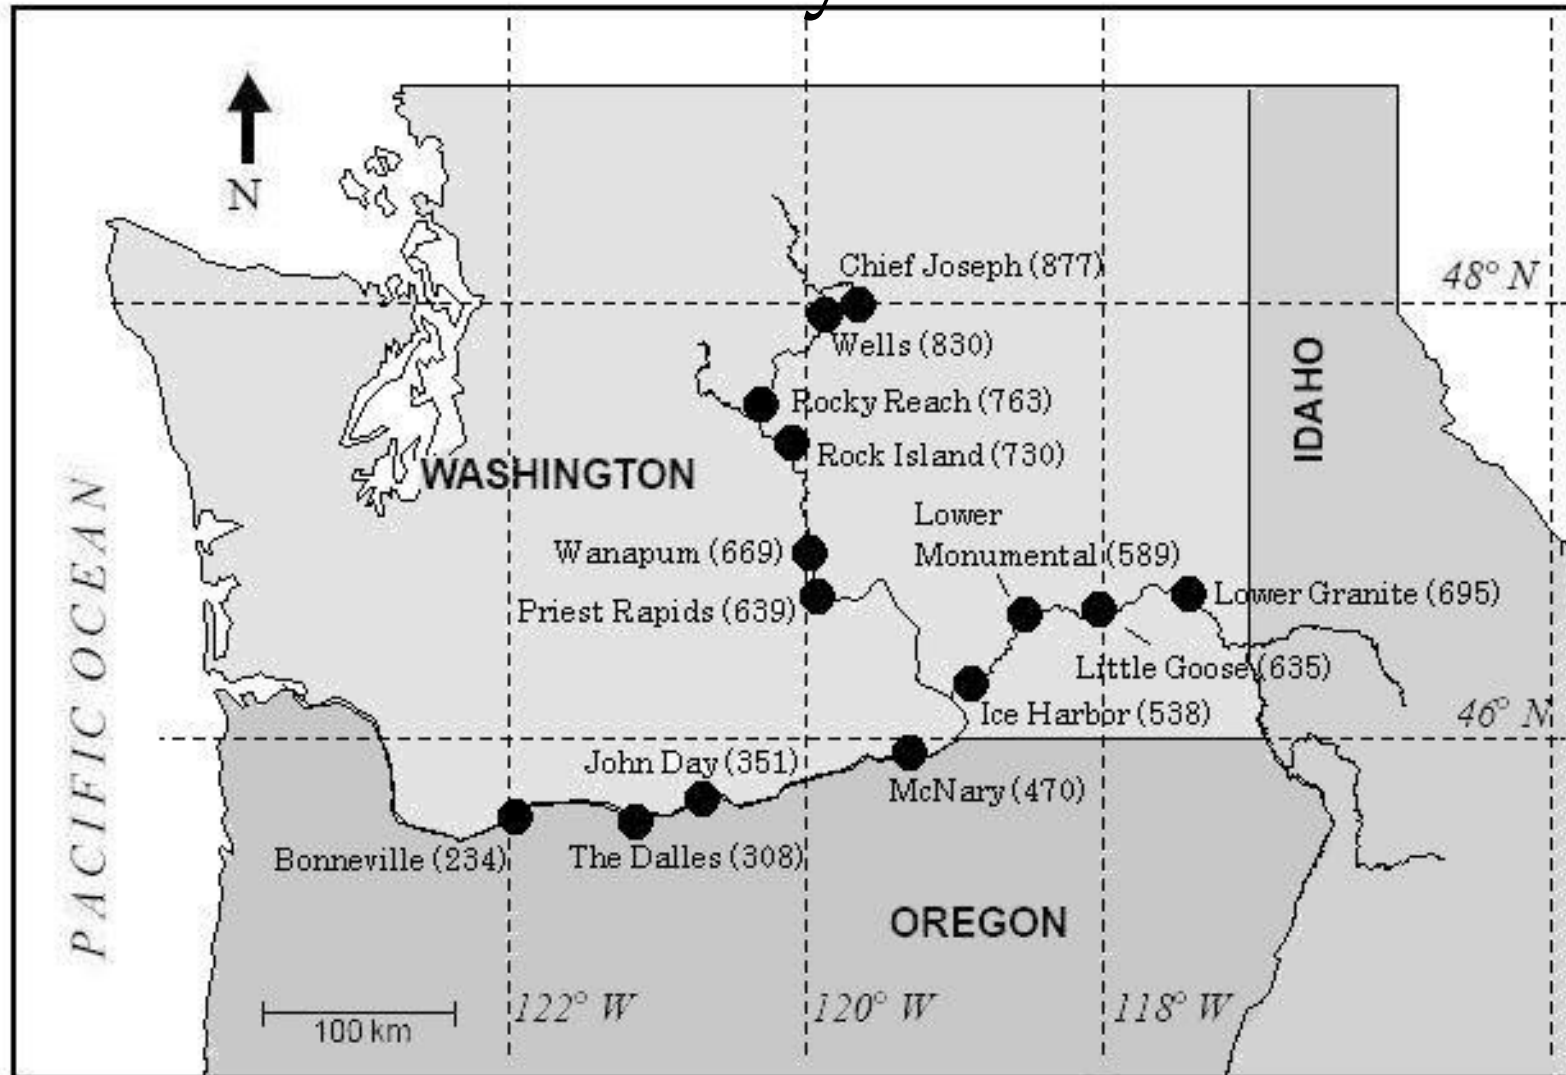 N
Chief Joseph (877)
48° N
Wells (830)
IDAHO
Rocky Reach (763)
Rock Island (730)
WASHINGTON
PACIFIC OCEAN
Lower
Monumental (589)
Wanapum (669)
Priest Rapids (639)
Lower Granite (695)
Little Goose (635)
Ice Harbor (538)
46° N
John Day (351)
McNary (470)
Bonneville (234)
The Dalles (308)
OREGON
122° W
120° W
118° W
100 km